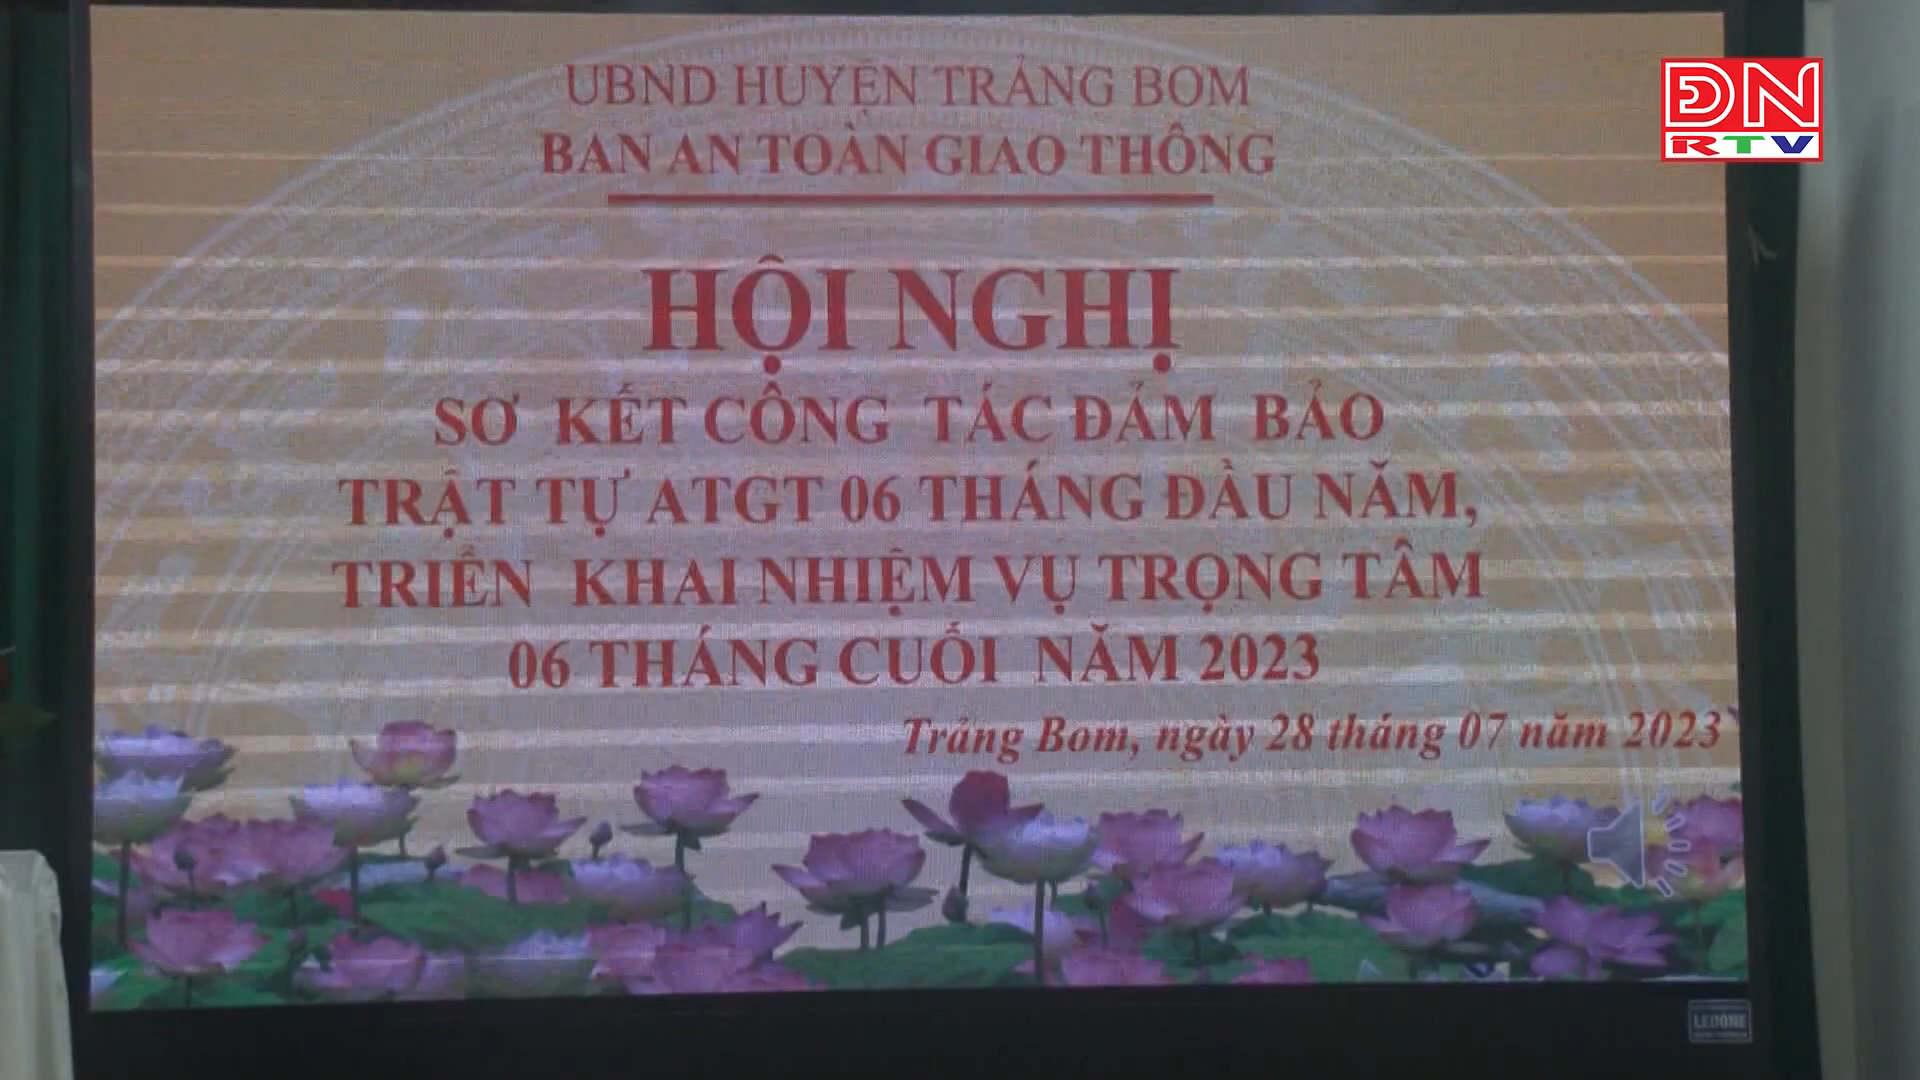 UBND HUYỆN TRẢNG BOM
BAN AN TOÀN GIAO THÔNG
HỘI NGHỊ
SƠ KẾT CÔNG TÁC ĐẢM BẢO
TRẬT TỰ ATGT 06 THÁNG ĐẦU NĂM,
TRIỂN KHAI NHIỆM VỤ TRỌNG TÂM
06 THÁNG CUỐI NĂM 2023
Trảng Bom, ngày 28 tháng 07 năm 2023
ĐN
RTV
LEDONE